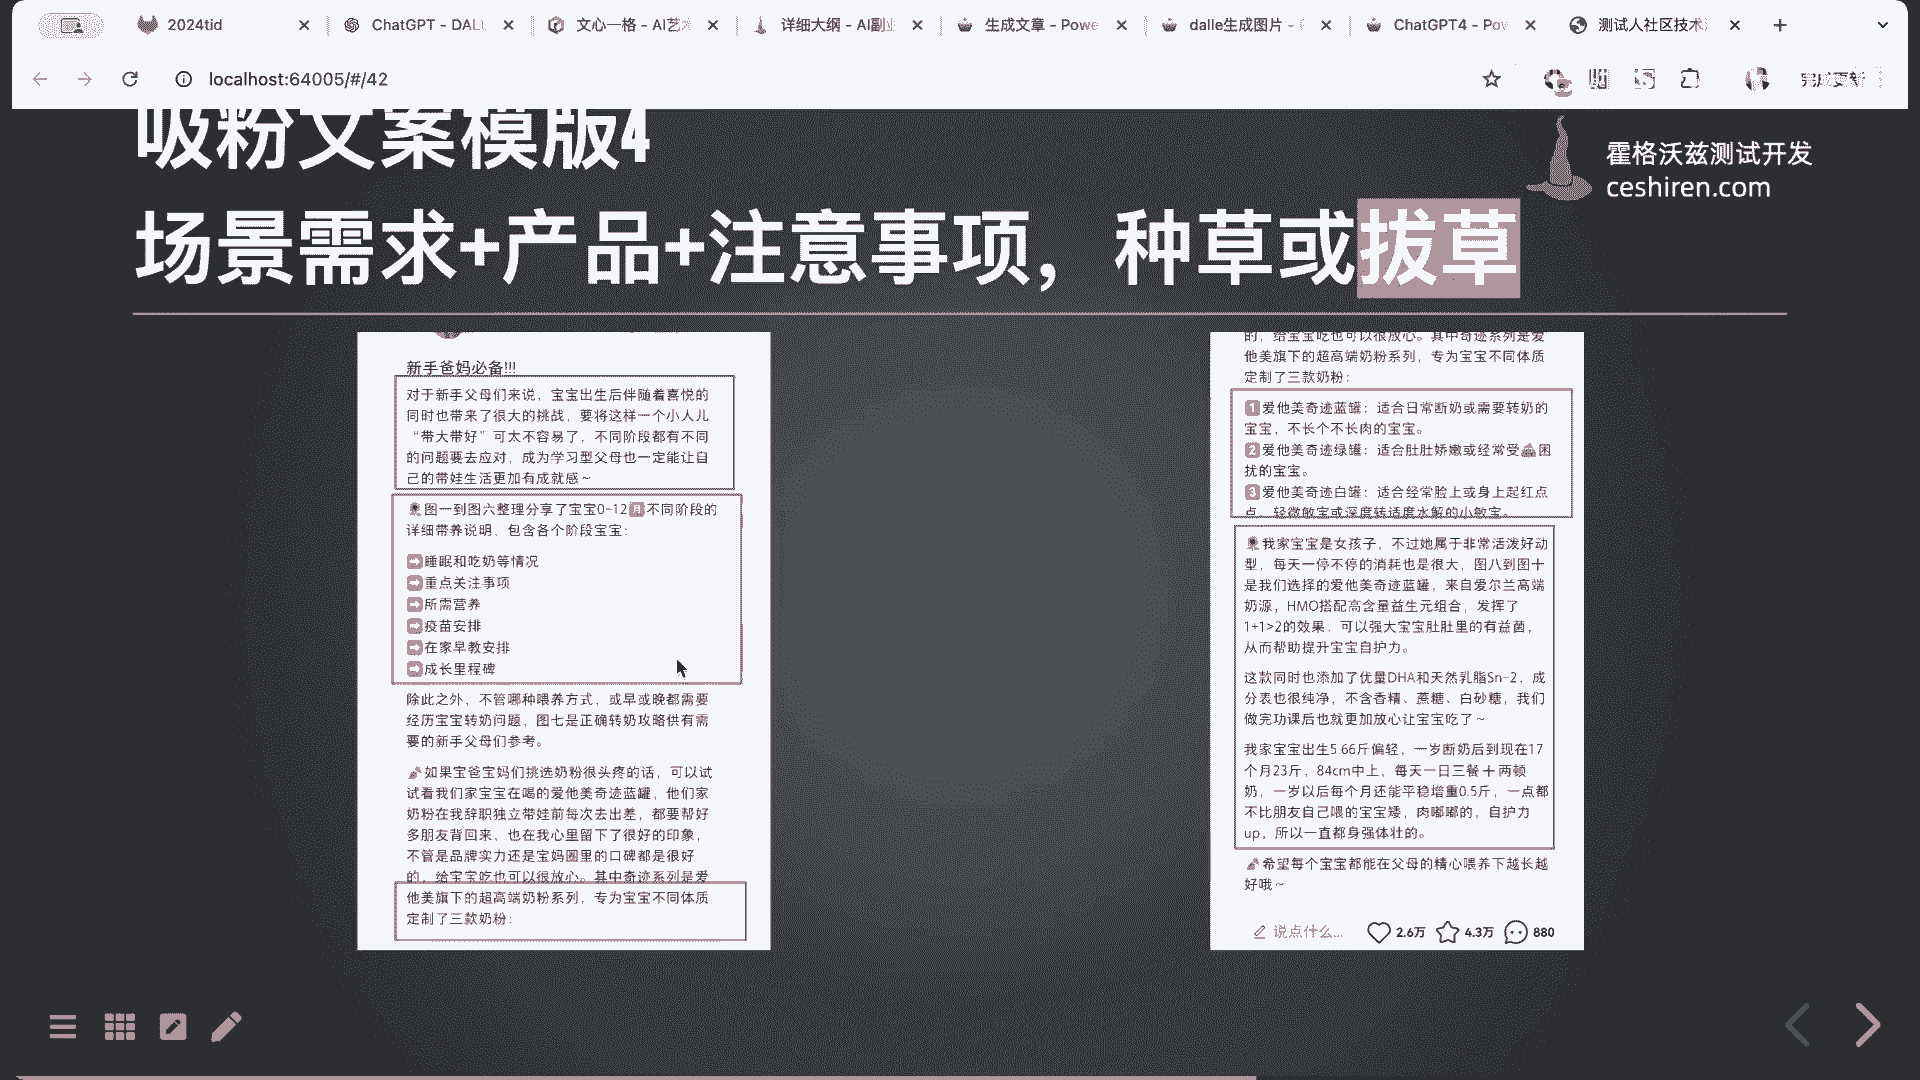 2024tid
ChatGPT - DALL
文心一格 - AI艺
详细大纲 - AI副业
生成文章 - Powe
dalle生成图片 -
ChatGPT4 - Pow
测试人社区技术
localhost:64005/#/42
完成更新
吸粉文案模版4
场景需求+产品+注意事项，种草或拔草
霍格沃兹测试开发
ceshiren.com
新手爸妈必备!!!
对于新手父母们来说，宝宝出生后伴随着喜悦的
同时也带来了很大的挑战，要将这样一个小人儿
“带大带好”可太不容易了，不同阶段都有不同
的问题要去应对，成为学习型父母也一定能让自
己的带娃生活更加有成就感~
图一到图六整理分享了宝宝0-12月不同阶段的
详细带养说明，包含各个阶段宝宝：
睡眠和吃奶等情况
重点关注事项
所需营养
疫苗安排
在家早教安排
成长里程碑
除此之外，不管哪种喂养方式，或早或晚都需要
经历宝宝转奶问题，图七是正确转奶攻略供有需
要的新手父母们参考。
如果宝爸宝妈们挑选奶粉很头疼的话，可以试
试看我们家宝宝在喝的爱他美奇迹蓝罐，他们家
奶粉在我辞职独立带娃前每次去出差，都要帮好
多朋友背回来，也在我心里留下了很好的印象，
不管是品牌实力还是宝妈圈里的口碑都是很好
的，给宝宝吃也可以很放心。其中奇迹系列是爱
他美旗下的超高端奶粉系列，专为宝宝不同体质
定制了三款奶粉：
的，给宝宝吃也可以很放心。其中奇迹系列是爱
他美旗下的超高端奶粉系列，专为宝宝不同体质
定制了三款奶粉：
1 爱他美奇迹蓝罐：适合日常断奶或需要转奶的
宝宝，不长个不长肉的宝宝。
2 爱他美奇迹绿罐：适合肚肚娇嫩或经常受💩困
扰的宝宝。
3 爱他美奇迹白罐：适合经常脸上或身上起红点
点，轻微敏宝或深度转适度水解的小敏宝。
我家宝宝是女孩子，不过她属于非常活泼好动
型，每天一停不停的消耗也是很大，图八到图十
是我们选择的爱他美奇迹蓝罐，来自爱尔兰高端
奶源，HMO搭配高含量益生元组合，发挥了
1+1>2的效果，可以强大宝宝肚肚里的有益菌，
从而帮助提升宝宝自护力。
这款同时也添加了优量DHA和天然乳脂Sn-2，成
分表也很纯净，不含香精、蔗糖、白砂糖，我们
做完功课后也就更加放心让宝宝吃了~
我家宝宝出生5.66斤偏轻，一岁断奶后到现在17
个月23斤，84cm中上，每天一日三餐＋两顿
奶，一岁以后每个月还能平稳增重0.5斤，一点都
不比朋友自己喂的宝宝矮，肉嘟嘟的，自护力
up，所以一直都身强体壮的。
希望每个宝宝都能在父母的精心喂养下越长越
好哦~
说点什么... 2.6万 4.3万 880